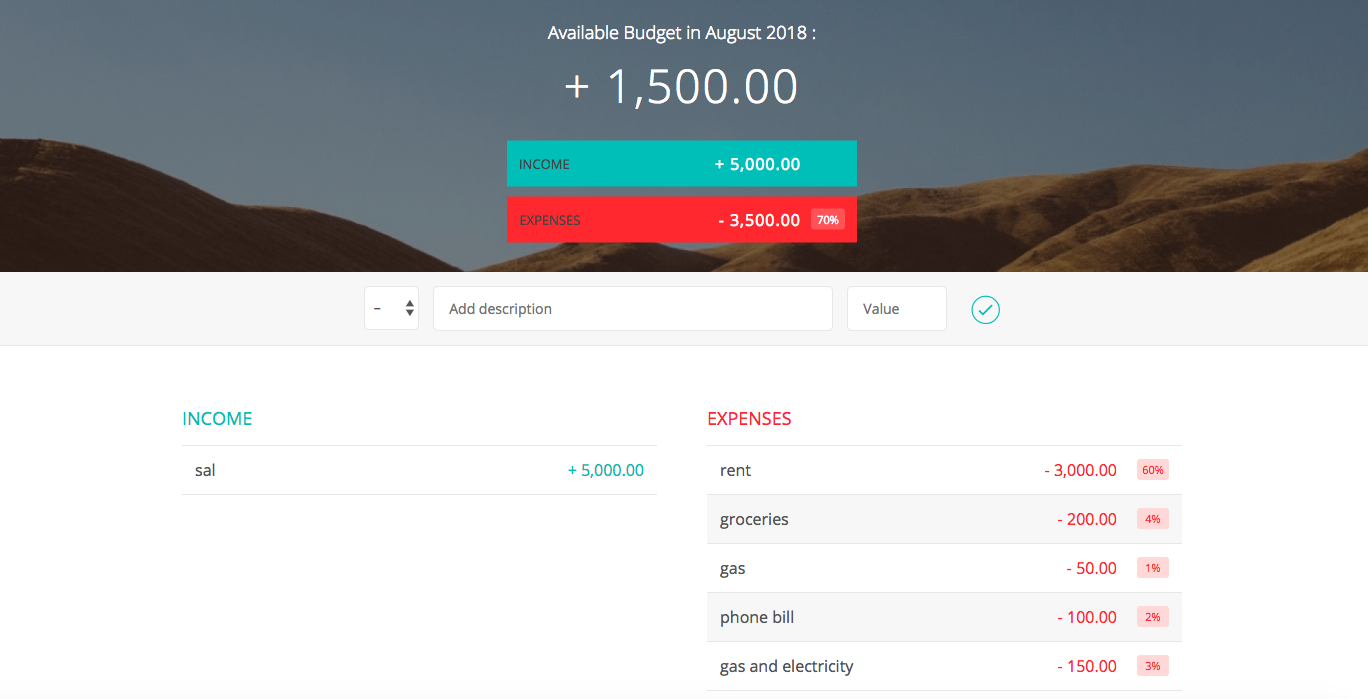 Available Budget in August 2018 :
+ 1,500.00
INCOME + 5,000.00
EXPENSES - 3,500.00 70%
– Add description Value
INCOME
sal + 5,000.00
EXPENSES
rent - 3,000.00 60%
groceries - 200.00 4%
gas - 50.00 1%
phone bill - 100.00 2%
gas and electricity - 150.00 3%